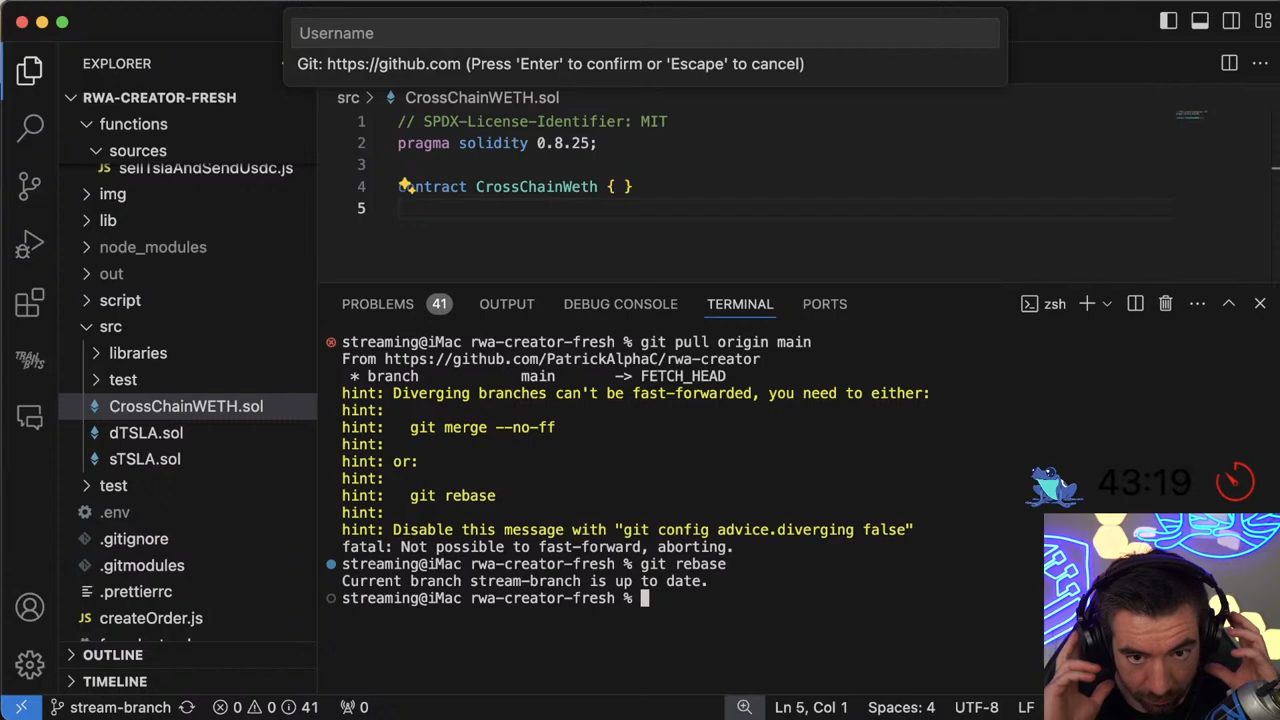 Username
Git: https://github.com (Press 'Enter' to confirm or 'Escape' to cancel)
EXPLORER
RWA-CREATOR-FRESH
functions
sources
JS sellTslaAndSendUsdc.js
img
lib
node_modules
out
script
src
libraries
test
CrossChainWETH.sol
dTSLA.sol
sTSLA.sol
test
.env
.gitignore
.gitmodules
.prettierrc
JS createOrder.js
OUTLINE
TIMELINE
src > CrossChainWETH.sol
1 // SPDX-License-Identifier: MIT
2 pragma solidity 0.8.25;
3
4 contract CrossChainWeth { }
5
PROBLEMS 41 OUTPUT DEBUG CONSOLE TERMINAL PORTS zsh
streaming@iMac rwa-creator-fresh % git pull origin main
From https://github.com/PatrickAlphaC/rwa-creator
* branch main -> FETCH_HEAD
hint: Diverging branches can't be fast-forwarded, you need to either:
hint:
hint: git merge --no-ff
hint:
hint: or:
hint:
hint: git rebase
hint:
hint: Disable this message with "git config advice.diverging false"
fatal: Not possible to fast-forward, aborting.
streaming@iMac rwa-creator-fresh % git rebase
Current branch stream-branch is up to date.
streaming@iMac rwa-creator-fresh %
43:19
TRAIL OF BITS
stream-branch 0 0 41 0 Ln 5, Col 1 Spaces: 4 UTF-8 LF